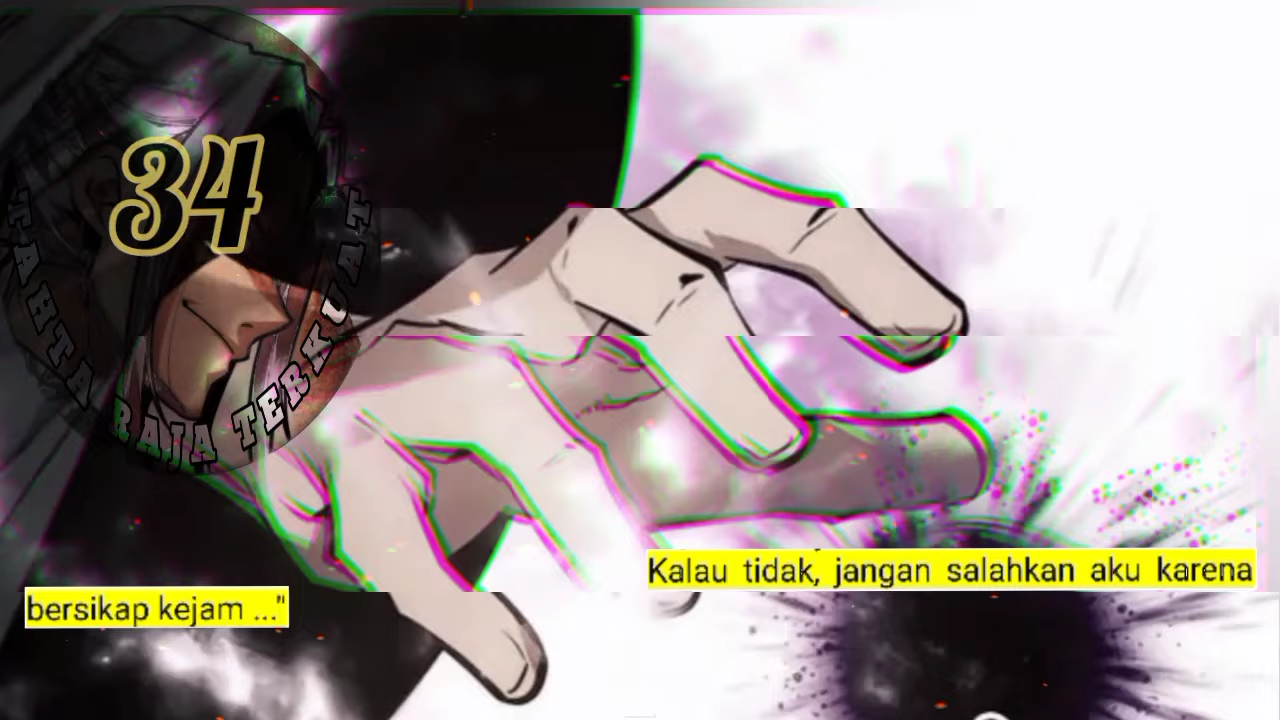 34
TAHTA RAJA TERKUAT
Kalau tidak, jangan salahkan aku karena
bersikap kejam ..."